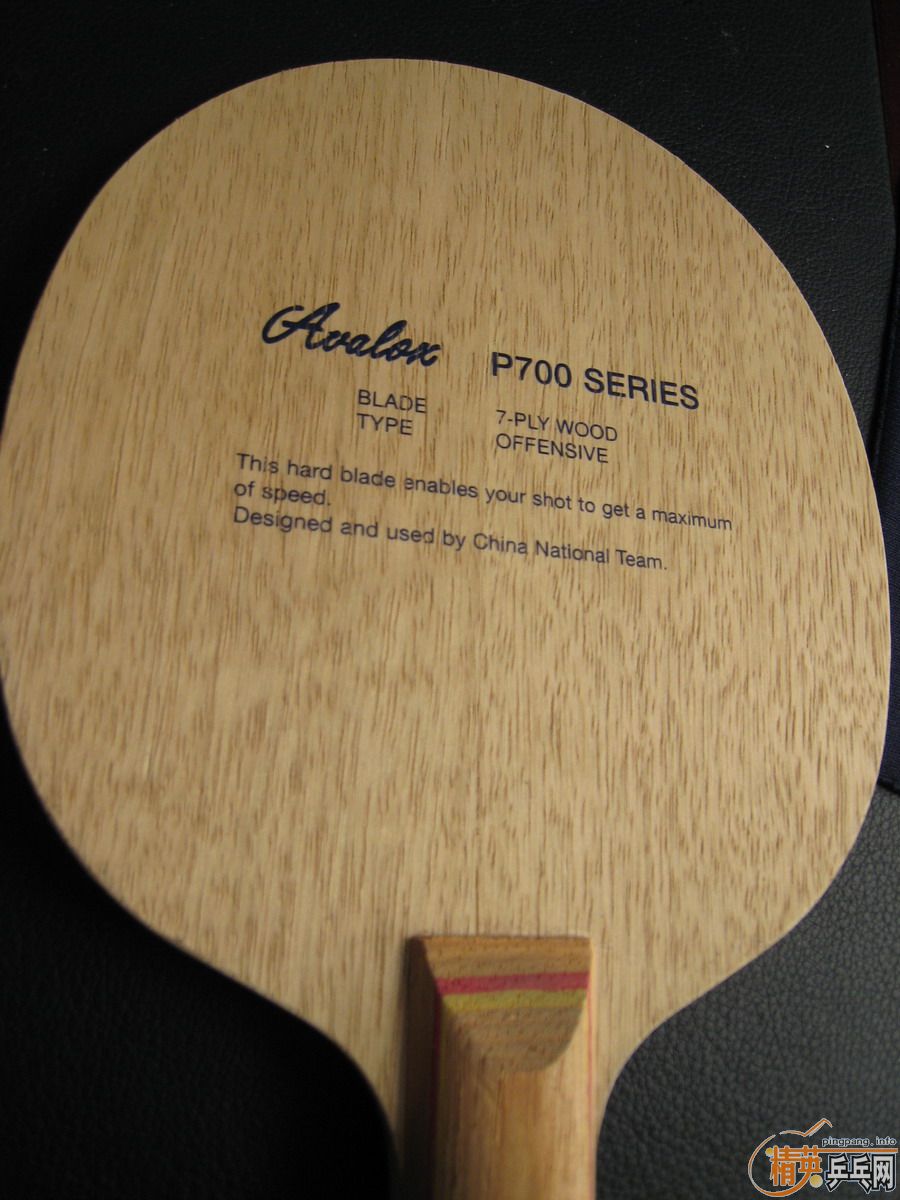 Avalox P700 SERIES
BLADE 7-PLY WOOD
TYPE OFFENSIVE
This hard blade enables your shot to get a maximum
of speed.
Designed and used by China National Team.
pingpang.info
精英乒乓网